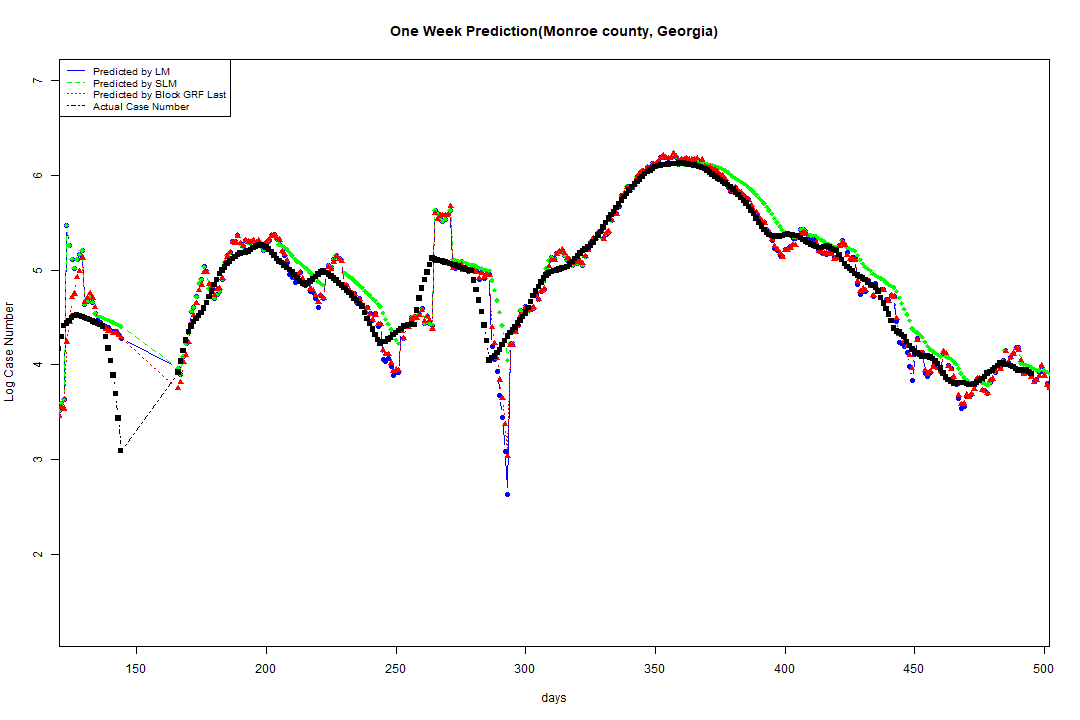 One Week Prediction(Monroe county, Georgia)
Predicted by LM
Predicted by SLM
Predicted by Block GRF Last
Actual Case Number
Log Case Number
7
6
5
4
3
2
150 200 250 300 350 400 450 500
days